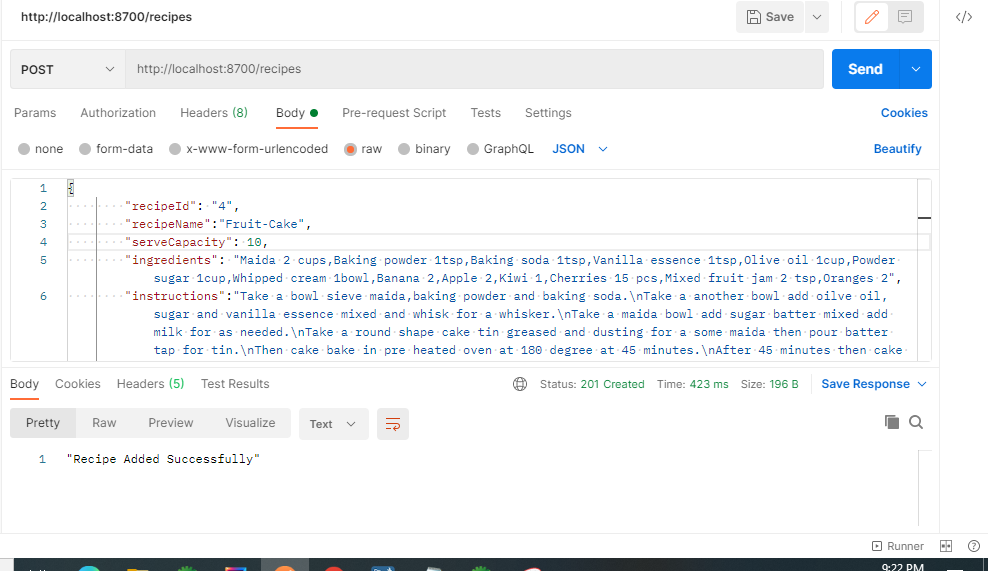 http://localhost:8700/recipes
Save
POST
http://localhost:8700/recipes
Send
Params Authorization Headers (8) Body Pre-request Script Tests Settings Cookies
none form-data x-www-form-urlencoded raw binary GraphQL JSON Beautify
1 {
2 "recipeId": "4",
3 "recipeName":"Fruit-Cake",
4 "serveCapacity": 10,
5 "ingredients": "Maida 2 cups,Baking powder 1tsp,Baking soda 1tsp,Vanilla essence 1tsp,Olive oil 1cup,Powder
sugar 1cup,Whipped cream 1bowl,Banana 2,Apple 2,Kiwi 1,Cherries 15 pcs,Mixed fruit jam 2 tsp,Oranges 2",
6 "instructions":"Take a bowl sieve maida,baking powder and baking soda.\nTake a another bowl add oilve oil,
sugar and vanilla essence mixed and whisk for a whisker.\nTake a maida bowl add sugar batter mixed add
milk for as needed.\nTake a round shape cake tin greased and dusting for a some maida then pour batter
tap for tin.\nThen cake bake in pre heated oven at 180 degree at 45 minutes.\nAfter 45 minutes then cake
Body Cookies Headers (5) Test Results Status: 201 Created Time: 423 ms Size: 196 B Save Response
Pretty Raw Preview Visualize Text
1 "Recipe Added Successfully"
Runner
9:22 PM